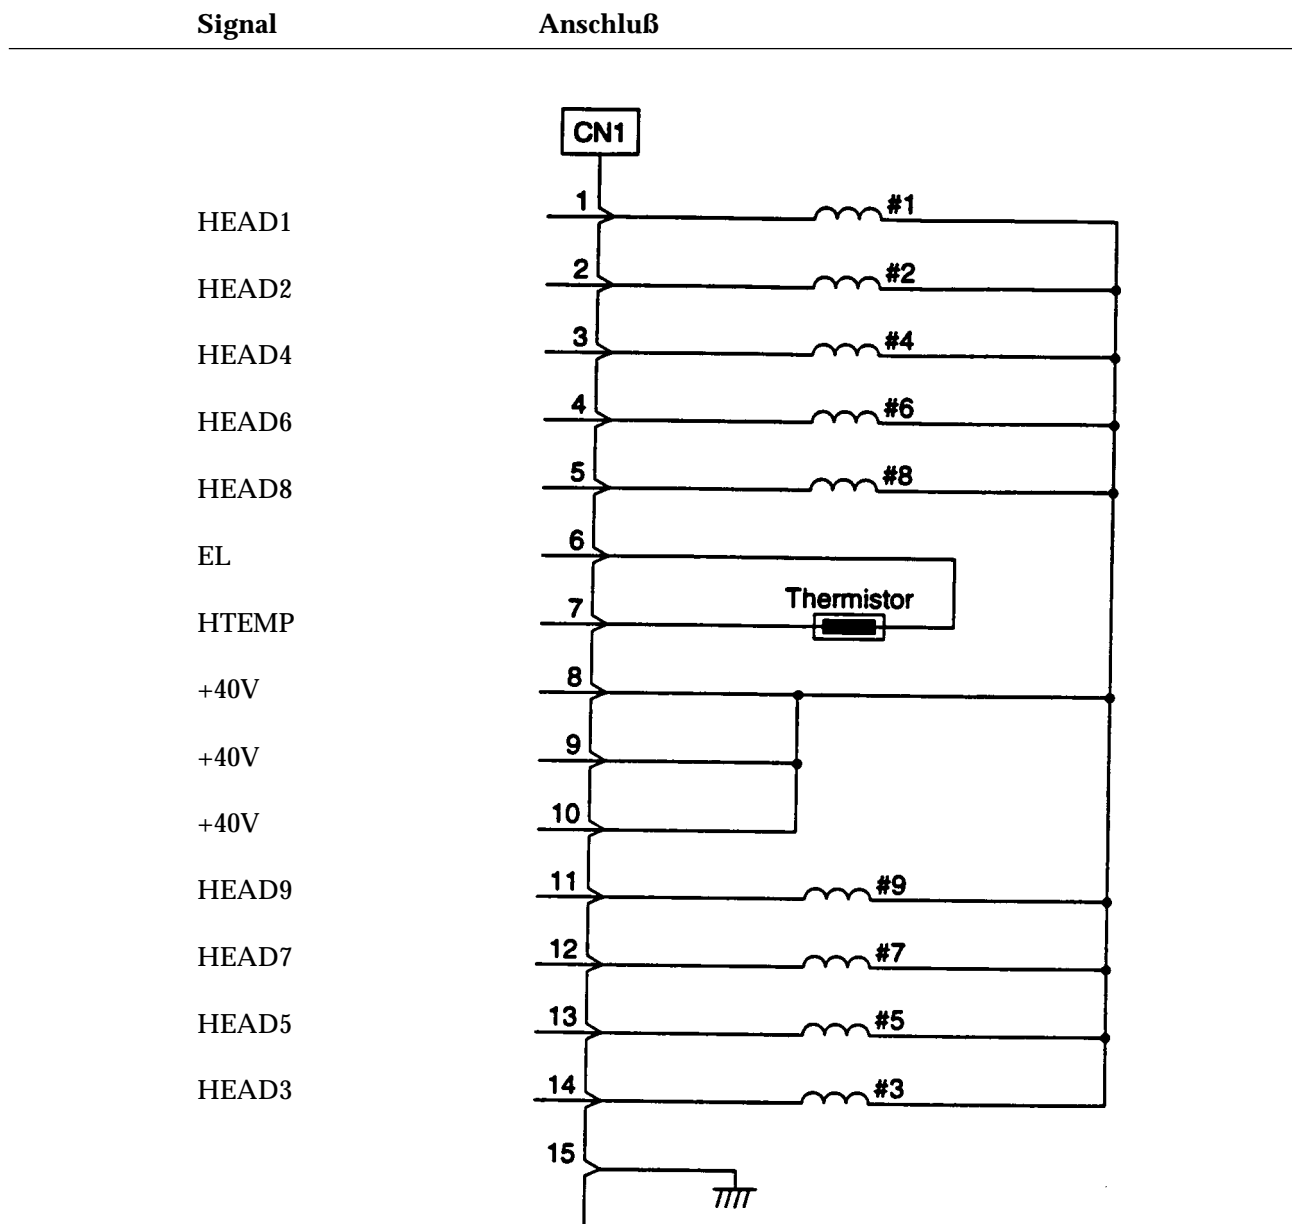 Signal Anschluß
CN1
HEAD1 1 #1
HEAD2 2 #2
HEAD4 3 #4
HEAD6 4 #6
HEAD8 5 #8
EL 6
Thermistor
HTEMP 7
+40V 8
+40V 9
+40V 10
HEAD9 11 #9
HEAD7 12 #7
HEAD5 13 #5
HEAD3 14 #3
15